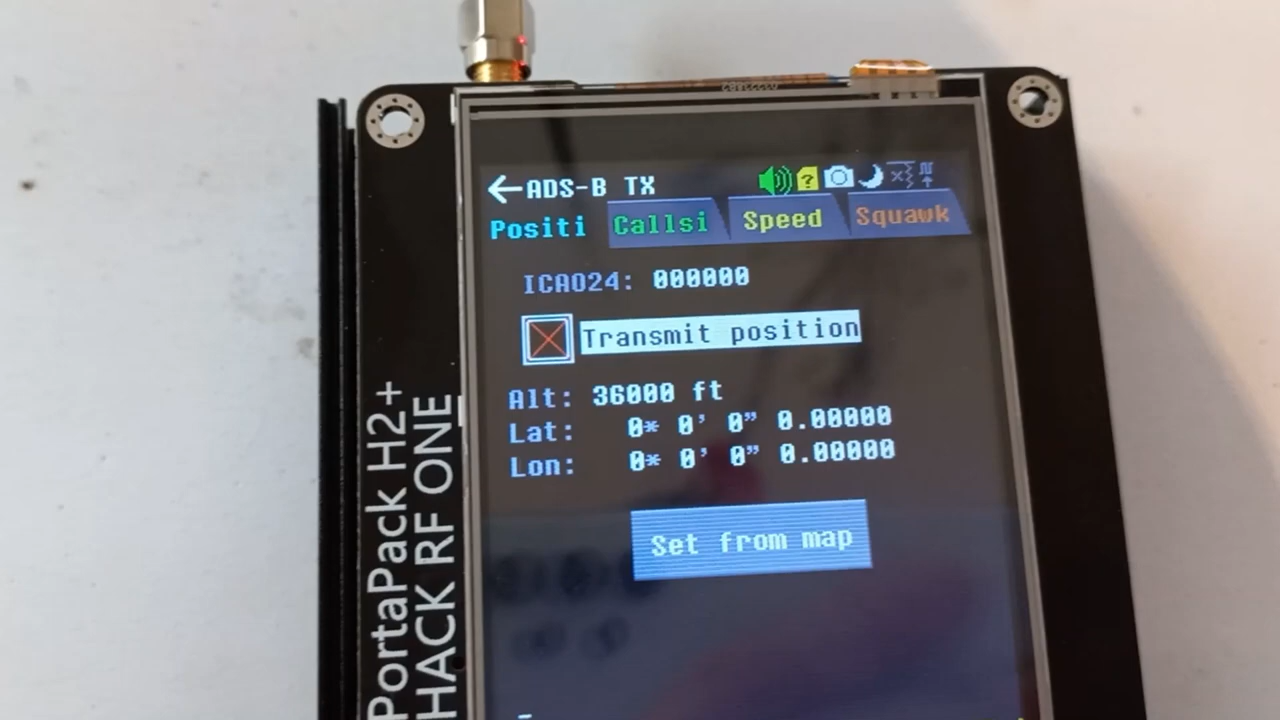 ADS-B TX
Positi Callsi Speed Squawk
ICAO24: 000000
Transmit position
Alt: 36000 ft
Lat: 0* 0' 0" 0.00000
Lon: 0* 0' 0" 0.00000
Set from map
PortaPack H2+
HACK RF ONE